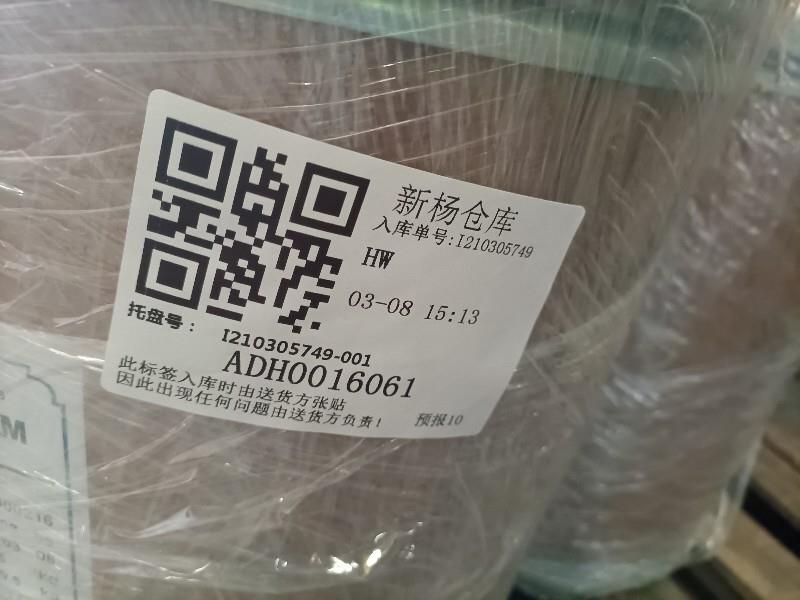 新杨仓库
入库单号:I210305749
HW
03-08 15:13
托盘号： I210305749-001
ADH0016061
此标签入库时由送货方张贴
因此出现任何问题由送货方负责!
预报10